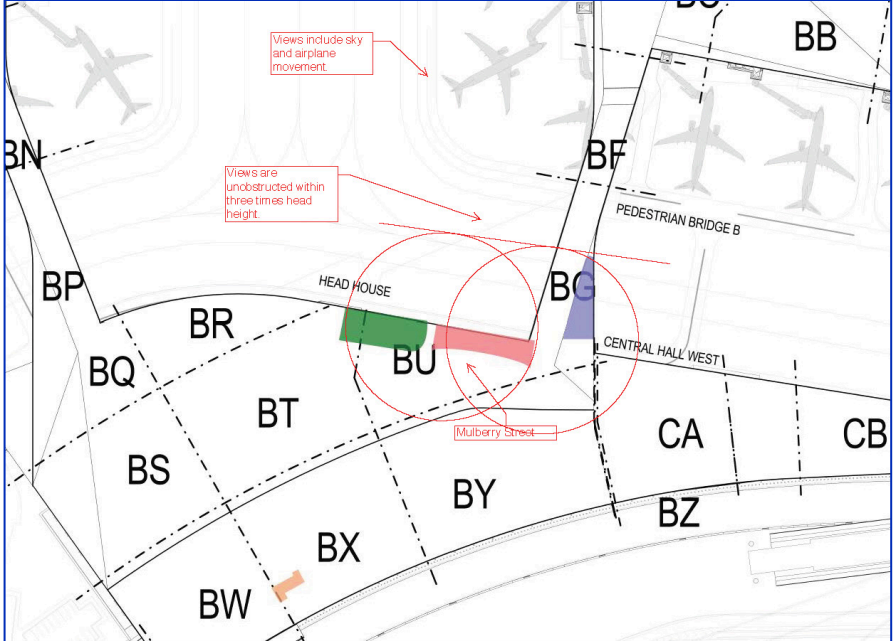 BB
Views include sky
and airplane
movement.
BN
BF
Views are
unobstructed within
three times head
height.
PEDESTRIAN BRIDGE B
BP
HEAD HOUSE
BG
BR
CENTRAL HALL WEST
BQ
BU
BT
Mulberry Street
CA
CB
BS
BY
BZ
BX
BW